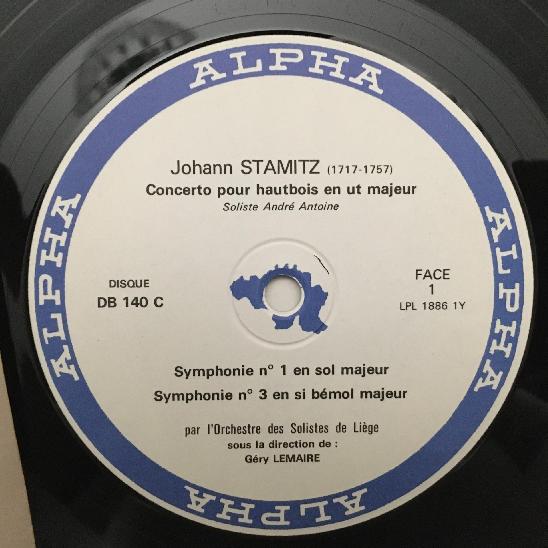 ALPHA
Johann STAMITZ (1717-1757)
Concerto pour hautbois en ut majeur
Soliste André Antoine
ALPHA
ALPHA
DISQUE
DB 140 C
FACE
1
LPL 1886 1Y
Symphonie n° 1 en sol majeur
Symphonie n° 3 en si bémol majeur
par l'Orchestre des Solistes de Liège
sous la direction de :
Géry LEMAIRE
ALPHA